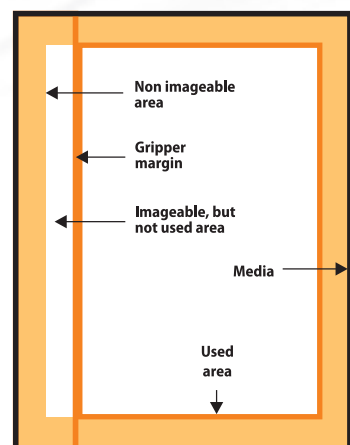 Non imageable
area
Gripper
margin
Imageable, but
not used area
Media
Used
area